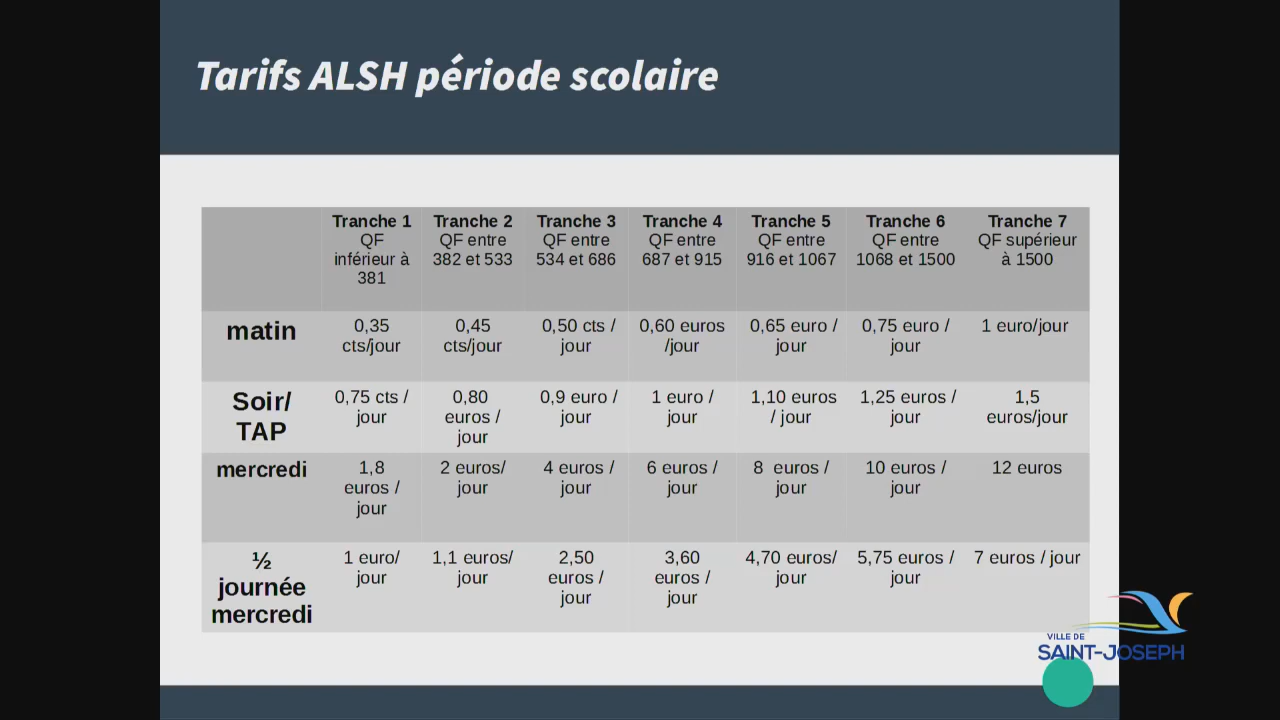 Tarifs ALSH période scolaire
Tranche 1
QF
inférieur à
381
Tranche 2
QF entre
382 et 533
Tranche 3
QF entre
534 et 686
Tranche 4
QF entre
687 et 915
Tranche 5
QF entre
916 et 1067
Tranche 6
QF entre
1068 et 1500
Tranche 7
QF supérieur
à 1500
matin
0,35
cts/jour
0,45
cts/jour
0,50 cts /
jour
0,60 euros
/jour
0,65 euro /
jour
0,75 euro /
jour
1 euro/jour
Soir/
TAP
0,75 cts /
jour
0,80
euros /
jour
0,9 euro /
jour
1 euro /
jour
1,10 euros
/ jour
1,25 euros /
jour
1,5
euros/jour
mercredi
1,8
euros /
jour
2 euros/
jour
4 euros /
jour
6 euros /
jour
8  euros /
jour
10 euros /
jour
12 euros
½
journée
mercredi
1 euro/
jour
1,1 euros/
jour
2,50
euros /
jour
3,60
euros /
jour
4,70 euros/
jour
5,75 euros /
jour
7 euros / jour
VILLE DE
SAINT-JOSEPH